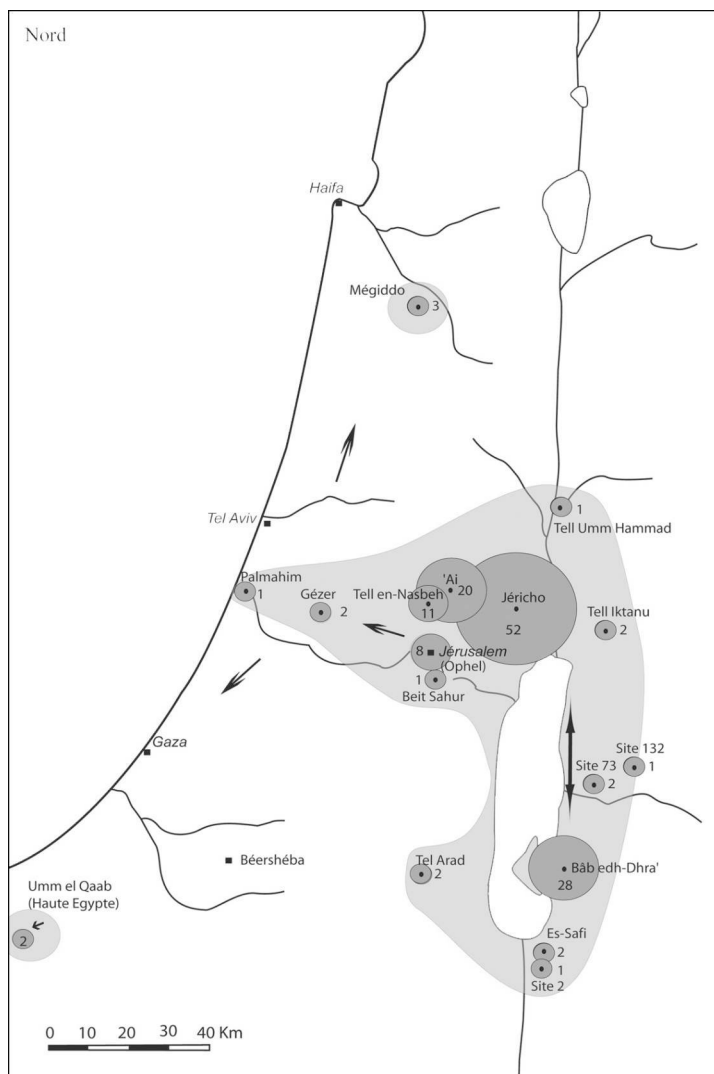 Nord
Haifa
Mégiddo
3
1
Tell Umm Hammad
Tel Aviv
Palmahim
1
Gézer
2
Tell en-Nasbeh
11
'Ai
20
Jéricho
52
Tell Iktanu
2
8
Jérusalem
(Ophel)
1
Beit Sahur
Gaza
Site 132
1
Site 73
2
Béershéba
Tel Arad
2
Bâb edh-Dhra'
28
Umm el Qaab
(Haute Egypte)
2
Es-Safi
2
1
Site 2
0 10 20 30 40 Km